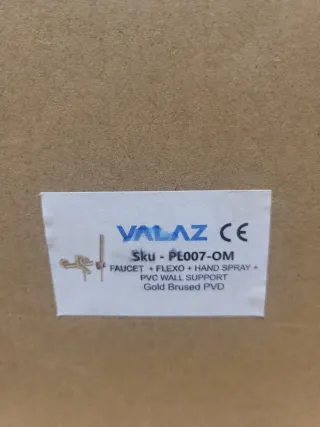 VALAZ CE
Sku - PL007-OM
FAUCET + FLEXO + HAND SPRAY +
PVC WALL SUPPORT
Gold Brused PVD